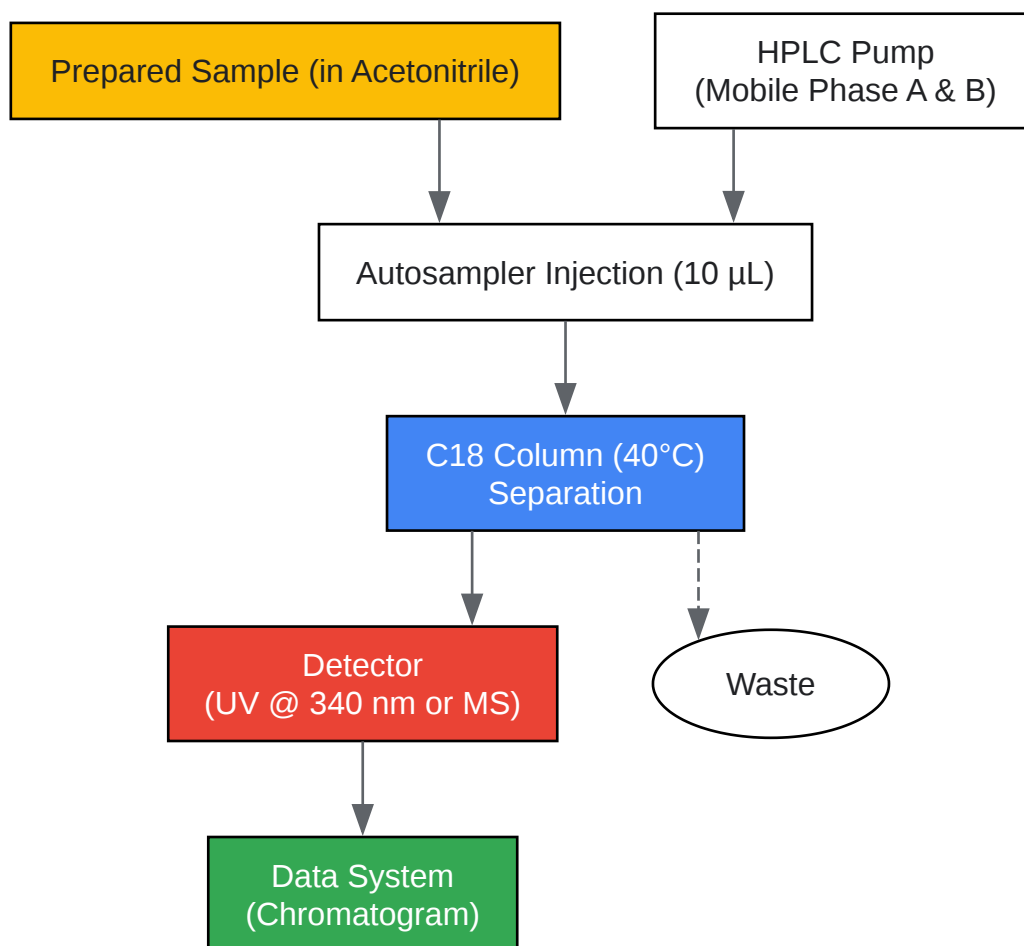 Prepared Sample (in Acetonitrile)
HPLC Pump
(Mobile Phase A & B)
Autosampler Injection (10 µL)
C18 Column (40°C)
Separation
Detector
(UV @ 340 nm or MS)
Waste
Data System
(Chromatogram)